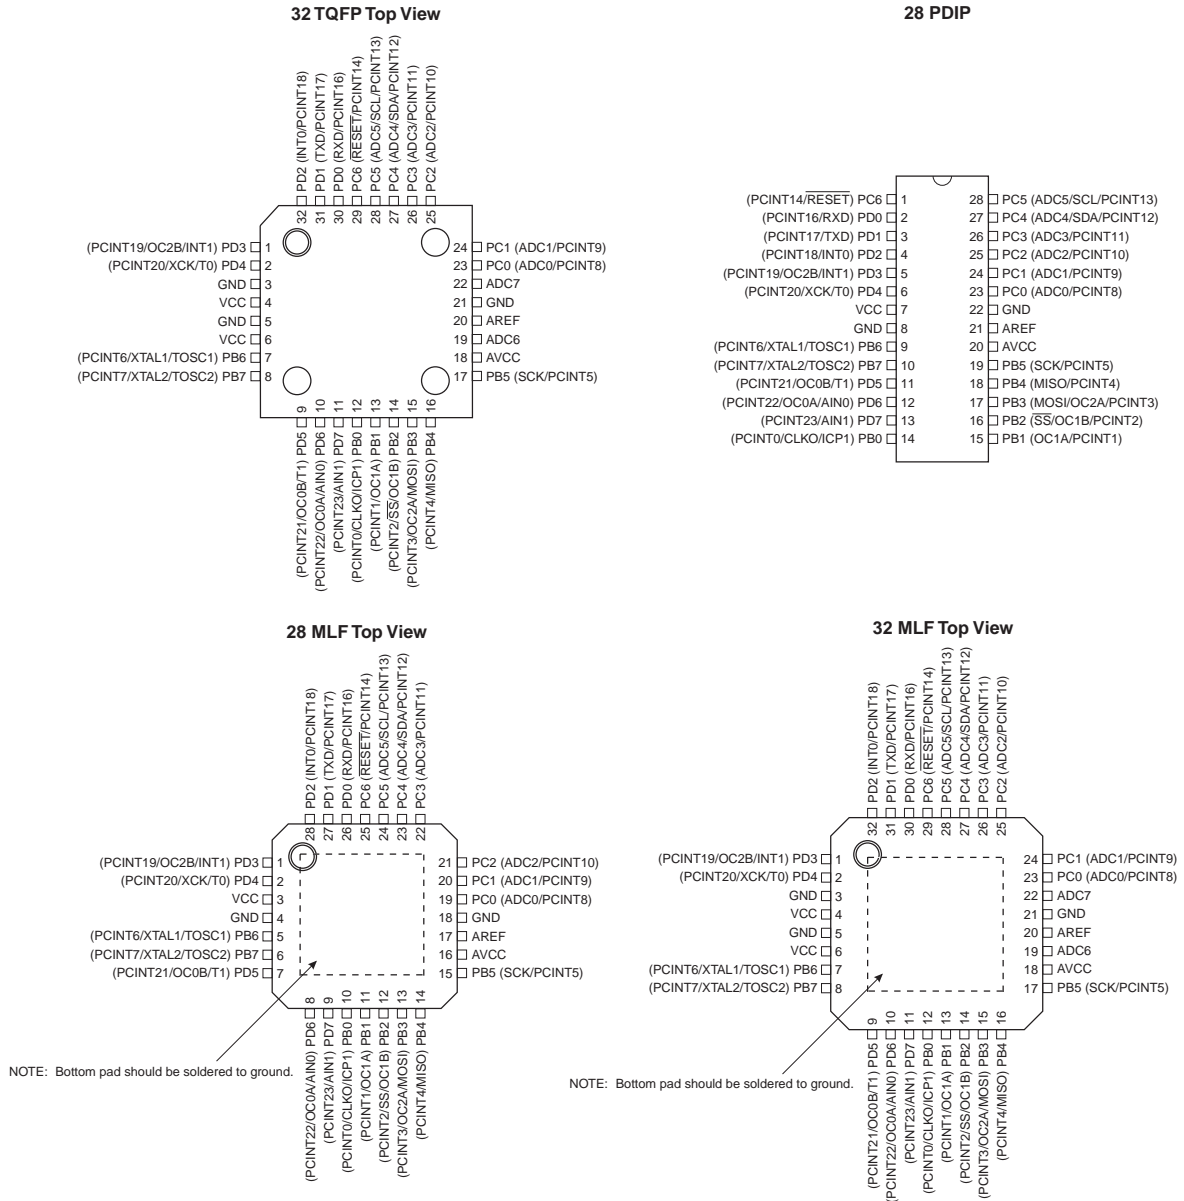 32 TQFP Top View
PD2 (INT0/PCINT18)
PD1 (TXD/PCINT17)
PD0 (RXD/PCINT16)
PC6 (RESET/PCINT14)
PC5 (ADC5/SCL/PCINT13)
PC4 (ADC4/SDA/PCINT12)
PC3 (ADC3/PCINT11)
PC2 (ADC2/PCINT10)
32 31 30 29 28 27 26 25
(PCINT19/OC2B/INT1) PD3 1
(PCINT20/XCK/T0) PD4 2
GND 3
VCC 4
GND 5
VCC 6
(PCINT6/XTAL1/TOSC1) PB6 7
(PCINT7/XTAL2/TOSC2) PB7 8
24 PC1 (ADC1/PCINT9)
23 PC0 (ADC0/PCINT8)
22 ADC7
21 GND
20 AREF
19 ADC6
18 AVCC
17 PB5 (SCK/PCINT5)
9 10 11 12 13 14 15 16
(PCINT21/OC0B/T1) PD5
(PCINT22/OC0A/AIN0) PD6
(PCINT23/AIN1) PD7
(PCINT0/CLKO/ICP1) PB0
(PCINT1/OC1A) PB1
(PCINT2/SS/OC1B) PB2
(PCINT3/OC2A/MOSI) PB3
(PCINT4/MISO) PB4
28 PDIP
(PCINT14/RESET) PC6 1
(PCINT16/RXD) PD0 2
(PCINT17/TXD) PD1 3
(PCINT18/INT0) PD2 4
(PCINT19/OC2B/INT1) PD3 5
(PCINT20/XCK/T0) PD4 6
VCC 7
GND 8
(PCINT6/XTAL1/TOSC1) PB6 9
(PCINT7/XTAL2/TOSC2) PB7 10
(PCINT21/OC0B/T1) PD5 11
(PCINT22/OC0A/AIN0) PD6 12
(PCINT23/AIN1) PD7 13
(PCINT0/CLKO/ICP1) PB0 14
28 PC5 (ADC5/SCL/PCINT13)
27 PC4 (ADC4/SDA/PCINT12)
26 PC3 (ADC3/PCINT11)
25 PC2 (ADC2/PCINT10)
24 PC1 (ADC1/PCINT9)
23 PC0 (ADC0/PCINT8)
22 GND
21 AREF
20 AVCC
19 PB5 (SCK/PCINT5)
18 PB4 (MISO/PCINT4)
17 PB3 (MOSI/OC2A/PCINT3)
16 PB2 (SS/OC1B/PCINT2)
15 PB1 (OC1A/PCINT1)
28 MLF Top View
PD2 (INT0/PCINT18)
PD1 (TXD/PCINT17)
PD0 (RXD/PCINT16)
PC6 (RESET/PCINT14)
PC5 (ADC5/SCL/PCINT13)
PC4 (ADC4/SDA/PCINT12)
PC3 (ADC3/PCINT11)
28 27 26 25 24 23 22
(PCINT19/OC2B/INT1) PD3 1
(PCINT20/XCK/T0) PD4 2
VCC 3
GND 4
(PCINT6/XTAL1/TOSC1) PB6 5
(PCINT7/XTAL2/TOSC2) PB7 6
(PCINT21/OC0B/T1) PD5 7
21 PC2 (ADC2/PCINT10)
20 PC1 (ADC1/PCINT9)
19 PC0 (ADC0/PCINT8)
18 GND
17 AREF
16 AVCC
15 PB5 (SCK/PCINT5)
8 9 10 11 12 13 14
(PCINT22/OC0A/AIN0) PD6
(PCINT23/AIN1) PD7
(PCINT0/CLKO/ICP1) PB0
(PCINT1/OC1A) PB1
(PCINT2/SS/OC1B) PB2
(PCINT3/OC2A/MOSI) PB3
(PCINT4/MISO) PB4
NOTE: Bottom pad should be soldered to ground.
32 MLF Top View
PD2 (INT0/PCINT18)
PD1 (TXD/PCINT17)
PD0 (RXD/PCINT16)
PC6 (RESET/PCINT14)
PC5 (ADC5/SCL/PCINT13)
PC4 (ADC4/SDA/PCINT12)
PC3 (ADC3/PCINT11)
PC2 (ADC2/PCINT10)
32 31 30 29 28 27 26 25
(PCINT19/OC2B/INT1) PD3 1
(PCINT20/XCK/T0) PD4 2
GND 3
VCC 4
GND 5
VCC 6
(PCINT6/XTAL1/TOSC1) PB6 7
(PCINT7/XTAL2/TOSC2) PB7 8
24 PC1 (ADC1/PCINT9)
23 PC0 (ADC0/PCINT8)
22 ADC7
21 GND
20 AREF
19 ADC6
18 AVCC
17 PB5 (SCK/PCINT5)
9 10 11 12 13 14 15 16
(PCINT21/OC0B/T1) PD5
(PCINT22/OC0A/AIN0) PD6
(PCINT23/AIN1) PD7
(PCINT0/CLKO/ICP1) PB0
(PCINT1/OC1A) PB1
(PCINT2/SS/OC1B) PB2
(PCINT3/OC2A/MOSI) PB3
(PCINT4/MISO) PB4
NOTE: Bottom pad should be soldered to ground.